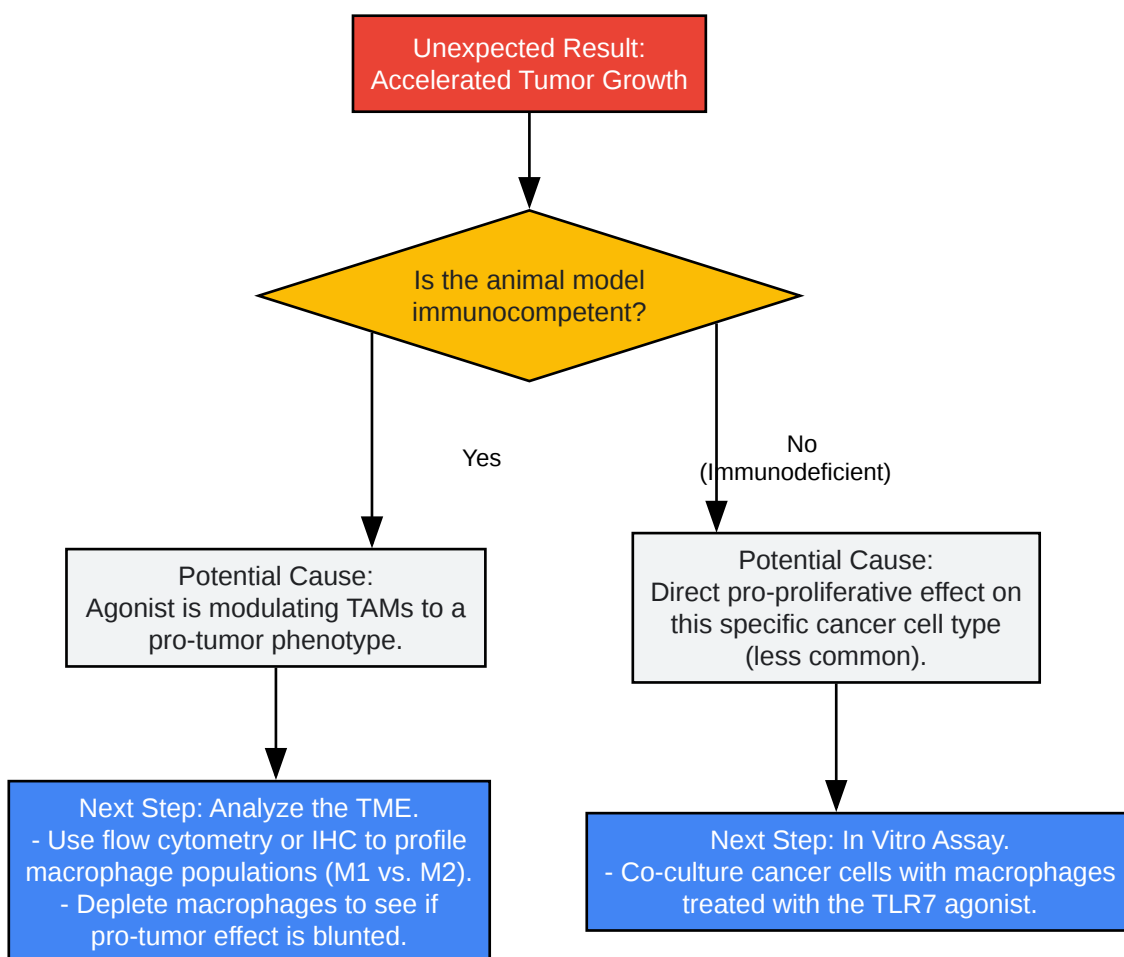 Unexpected Result:
Accelerated Tumor Growth
Is the animal model
immunocompetent?
Yes
No
(Immunodeficient)
Potential Cause:
Agonist is modulating TAMs to a
pro-tumor phenotype.
Potential Cause:
Direct pro-proliferative effect on
this specific cancer cell type
(less common).
Next Step: Analyze the TME.
- Use flow cytometry or IHC to profile
macrophage populations (M1 vs. M2).
- Deplete macrophages to see if
pro-tumor effect is blunted.
Next Step: In Vitro Assay.
- Co-culture cancer cells with macrophages
treated with the TLR7 agonist.